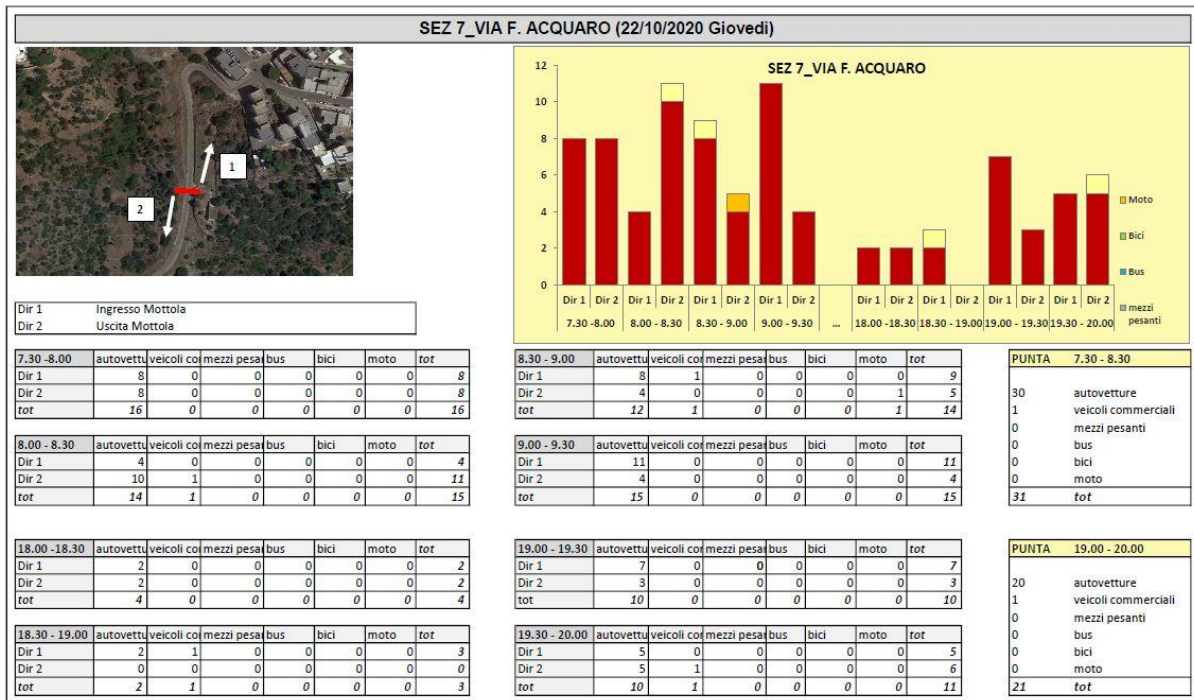 SEZ 7_VIA F. ACQUARO (22/10/2020 Giovedì)
1
2
SEZ 7_VIA F. ACQUARO
12
10
8
6
4
2
0
Moto
Bici
Bus
mezzi pesanti
Dir 1 Dir 2 Dir 1 Dir 2 Dir 1 Dir 2 Dir 1 Dir 2 Dir 1 Dir 2 Dir 1 Dir 2 Dir 1 Dir 2 Dir 1 Dir 2
7.30 -8.00 8.00 - 8.30 8.30 - 9.00 9.00 - 9.30 ... 18.00 -18.30 18.30 - 19.00 19.00 - 19.30 19.30 - 20.00
Dir 1 Ingresso Mottola
Dir 2 Uscita Mottola
7.30 -8.00 autovettu veicoli co mezzi pesa bus bici moto tot
Dir 1 8 0 0 0 0 0 8
Dir 2 8 0 0 0 0 0 8
tot 16 0 0 0 0 0 16
8.00 - 8.30 autovettu veicoli co mezzi pesa bus bici moto tot
Dir 1 4 0 0 0 0 0 4
Dir 2 10 1 0 0 0 0 11
tot 14 1 0 0 0 0 15
8.30 - 9.00 autovettu veicoli co mezzi pesa bus bici moto tot
Dir 1 8 1 0 0 0 0 9
Dir 2 4 0 0 0 0 1 5
tot 12 1 0 0 0 1 14
9.00 - 9.30 autovettu veicoli co mezzi pesa bus bici moto tot
Dir 1 11 0 0 0 0 0 11
Dir 2 4 0 0 0 0 0 4
tot 15 0 0 0 0 0 15
PUNTA 7.30 - 8.30
30 autovetture
1 veicoli commerciali
0 mezzi pesanti
0 bus
0 bici
0 moto
31 tot
18.00 -18.30 autovettu veicoli co mezzi pesa bus bici moto tot
Dir 1 2 0 0 0 0 0 2
Dir 2 2 0 0 0 0 0 2
tot 4 0 0 0 0 0 4
18.30 - 19.00 autovettu veicoli co mezzi pesa bus bici moto tot
Dir 1 2 1 0 0 0 0 3
Dir 2 0 0 0 0 0 0 0
tot 2 1 0 0 0 0 3
19.00 - 19.30 autovettu veicoli co mezzi pesa bus bici moto tot
Dir 1 7 0 0 0 0 0 7
Dir 2 3 0 0 0 0 0 3
tot 10 0 0 0 0 0 10
19.30 - 20.00 autovettu veicoli co mezzi pesa bus bici moto tot
Dir 1 5 0 0 0 0 0 5
Dir 2 5 1 0 0 0 0 6
tot 10 1 0 0 0 0 11
PUNTA 19.00 - 20.00
20 autovetture
1 veicoli commerciali
0 mezzi pesanti
0 bus
0 bici
0 moto
21 tot